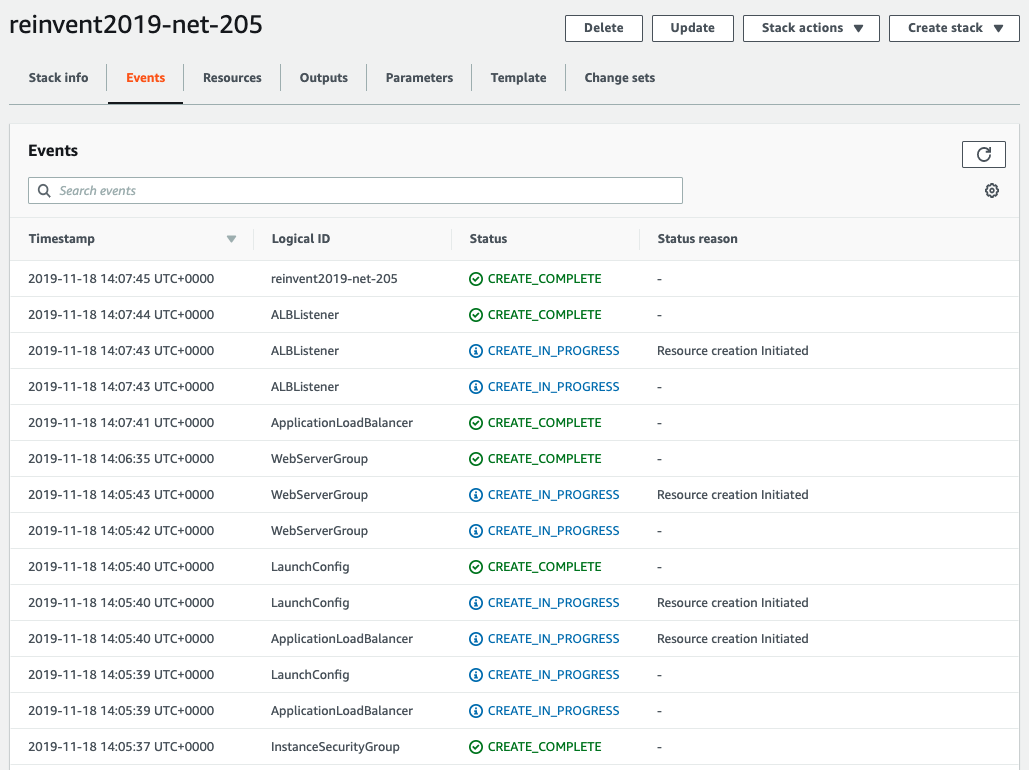 reinvent2019-net-205
Delete Update Stack actions Create stack
Stack info Events Resources Outputs Parameters Template Change sets
Events
Search events
Timestamp Logical ID Status Status reason
2019-11-18 14:07:45 UTC+0000 reinvent2019-net-205 CREATE_COMPLETE -
2019-11-18 14:07:44 UTC+0000 ALBListener CREATE_COMPLETE -
2019-11-18 14:07:43 UTC+0000 ALBListener CREATE_IN_PROGRESS Resource creation Initiated
2019-11-18 14:07:43 UTC+0000 ALBListener CREATE_IN_PROGRESS -
2019-11-18 14:07:41 UTC+0000 ApplicationLoadBalancer CREATE_COMPLETE -
2019-11-18 14:06:35 UTC+0000 WebServerGroup CREATE_COMPLETE -
2019-11-18 14:05:43 UTC+0000 WebServerGroup CREATE_IN_PROGRESS Resource creation Initiated
2019-11-18 14:05:42 UTC+0000 WebServerGroup CREATE_IN_PROGRESS -
2019-11-18 14:05:40 UTC+0000 LaunchConfig CREATE_COMPLETE -
2019-11-18 14:05:40 UTC+0000 LaunchConfig CREATE_IN_PROGRESS Resource creation Initiated
2019-11-18 14:05:40 UTC+0000 ApplicationLoadBalancer CREATE_IN_PROGRESS Resource creation Initiated
2019-11-18 14:05:39 UTC+0000 LaunchConfig CREATE_IN_PROGRESS -
2019-11-18 14:05:39 UTC+0000 ApplicationLoadBalancer CREATE_IN_PROGRESS -
2019-11-18 14:05:37 UTC+0000 InstanceSecurityGroup CREATE_COMPLETE -